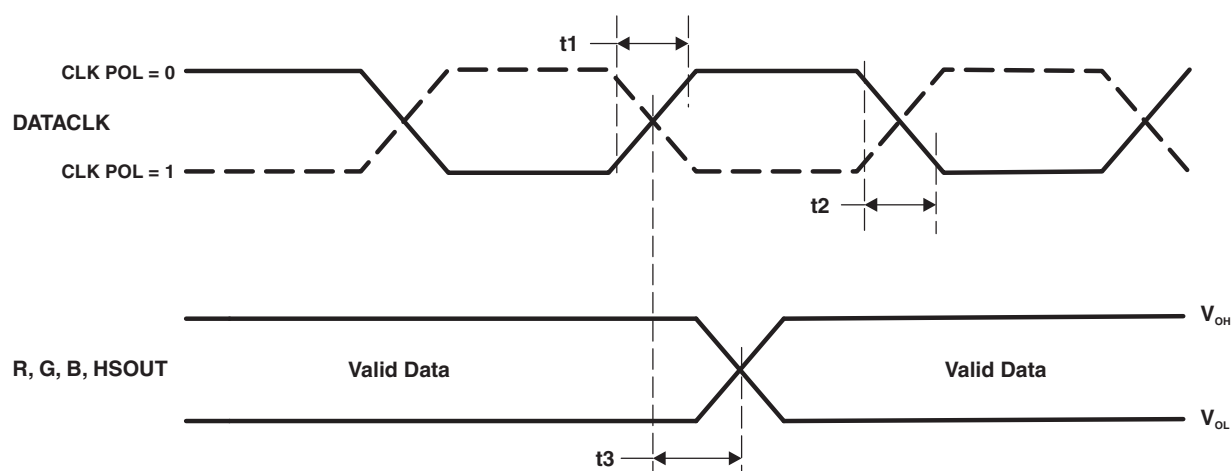 t1
CLK POL = 0
DATACLK
CLK POL = 1
t2
V_OH
R, G, B, HSOUT
Valid Data
Valid Data
V_OL
t3